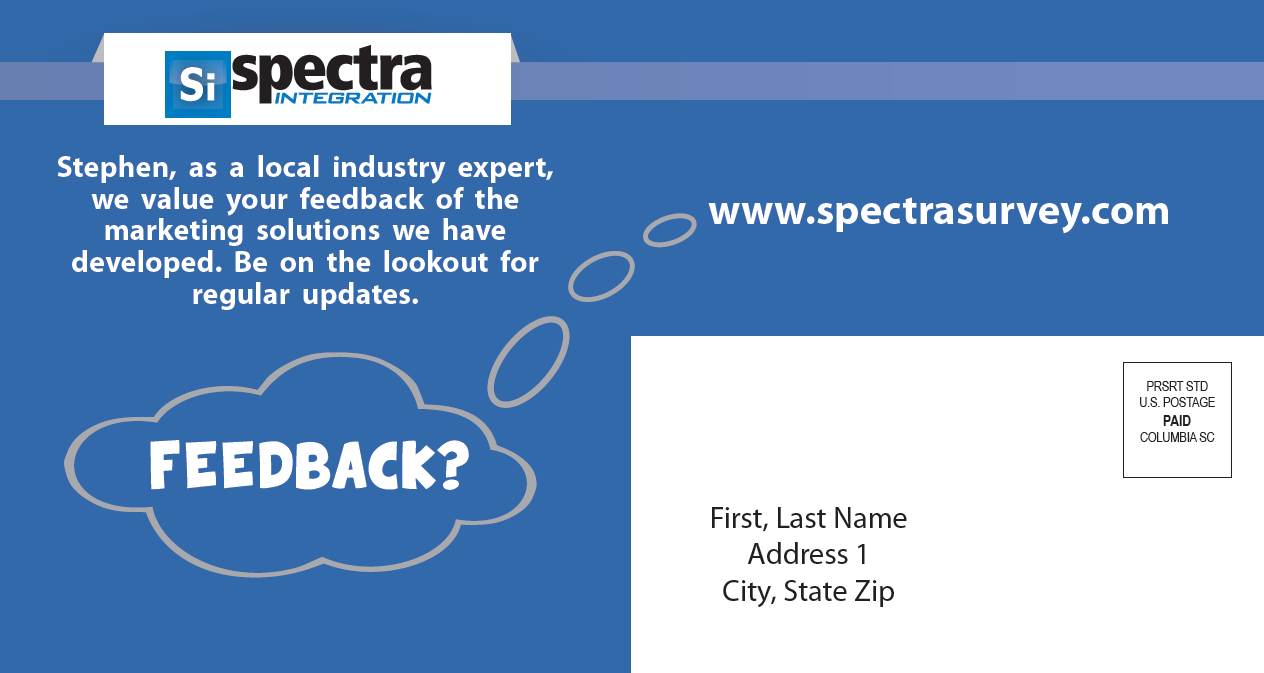 Si spectra
INTEGRATION
Stephen, as a local industry expert,
we value your feedback of the
marketing solutions we have
developed. Be on the lookout for
regular updates.
www.spectrasurvey.com
FEEDBACK?
PRSRT STD
U.S. POSTAGE
PAID
COLUMBIA SC
First, Last Name
Address 1
City, State Zip